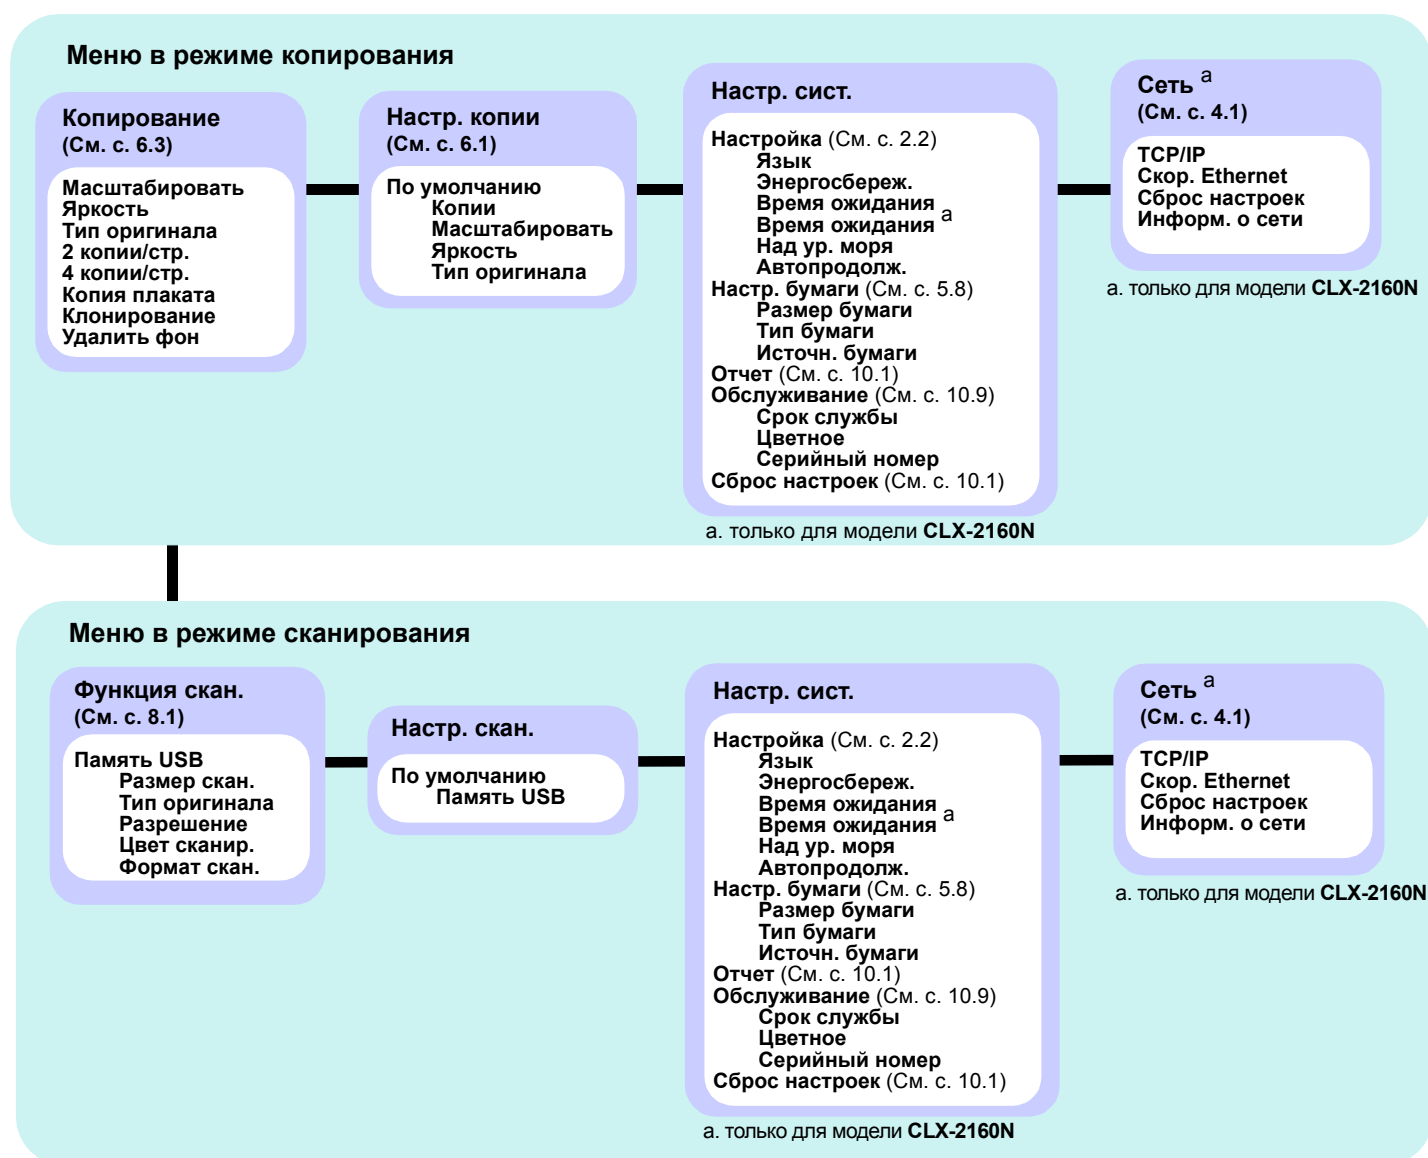 Меню в режиме копирования
Копирование
(См. с. 6.3)
Масштабировать
Яркость
Тип оригинала
2 копии/стр.
4 копии/стр.
Копия плаката
Клонирование
Удалить фон
Настр. копии
(См. с. 6.1)
По умолчанию
Копии
Масштабировать
Яркость
Тип оригинала
Настр. сист.
Настройка (См. с. 2.2)
Язык
Энергосбереж.
Время ожидания
Время ожидания a
Над ур. моря
Автопродолж.
Настр. бумаги (См. с. 5.8)
Размер бумаги
Тип бумаги
Источн. бумаги
Отчет (См. с. 10.1)
Обслуживание (См. с. 10.9)
Срок службы
Цветное
Серийный номер
Сброс настроек (См. с. 10.1)
a. только для модели CLX-2160N
Сеть a
(См. с. 4.1)
TCP/IP
Скор. Ethernet
Сброс настроек
Информ. о сети
a. только для модели CLX-2160N
Меню в режиме сканирования
Функция скан.
(См. с. 8.1)
Память USB
Размер скан.
Тип оригинала
Разрешение
Цвет сканир.
Формат скан.
Настр. скан.
По умолчанию
Память USB
Настр. сист.
Настройка (См. с. 2.2)
Язык
Энергосбереж.
Время ожидания
Время ожидания a
Над ур. моря
Автопродолж.
Настр. бумаги (См. с. 5.8)
Размер бумаги
Тип бумаги
Источн. бумаги
Отчет (См. с. 10.1)
Обслуживание (См. с. 10.9)
Срок службы
Цветное
Серийный номер
Сброс настроек (См. с. 10.1)
a. только для модели CLX-2160N
Сеть a
(См. с. 4.1)
TCP/IP
Скор. Ethernet
Сброс настроек
Информ. о сети
a. только для модели CLX-2160N